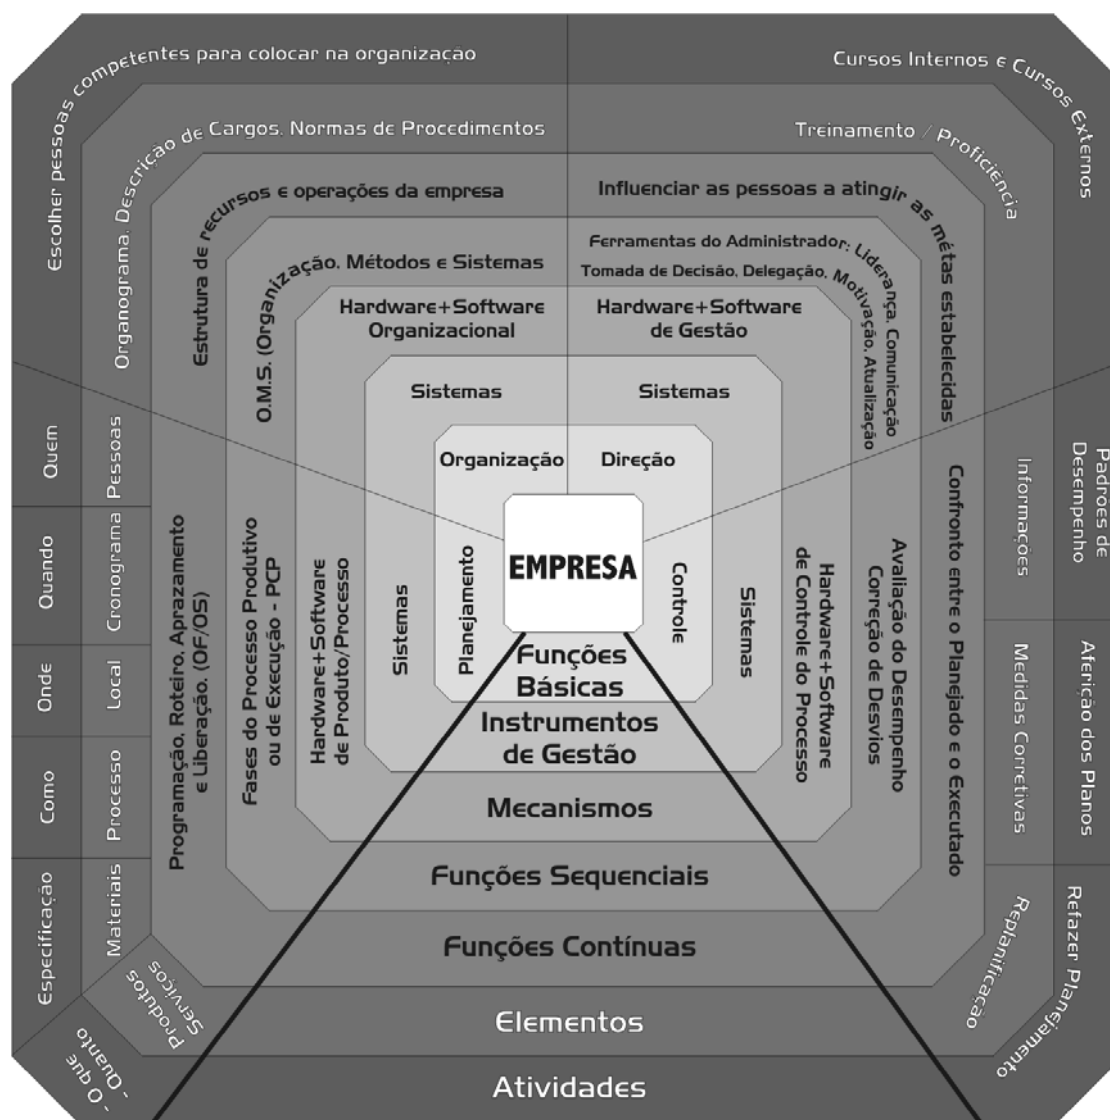 Escolher pessoas competentes para colocar na organização
Cursos Internos e Cursos Externos
Organograma, Descrição de Cargos, Normas de Procedimentos
Treinamento / Proficiência
Estrutura de recursos e operações da empresa
Influenciar as pessoas a atingir as métas estabelecidas
O.M.S. (Organização, Métodos e Sistemas
Ferramentas do Administrador: Liderança, Comunicação
Tomada de Decisão, Delegação, Motivação, Atualização
Hardware+Software
Organizacional
Hardware+Software
de Gestão
Sistemas
Sistemas
Organização
Direção
EMPRESA
Quem
Quando
Onde
Como
Especificação
- O que
- Quanto
Pessoas
Cronograma
Local
Processo
Materiais
Produtos
Serviços
Programação, Roteiro, Aprazamento
e Liberação, (OF/OS)
Fases do Processo Produtivo
ou de Execução - PCP
Hardware+Software
de Produto/Processo
Sistemas
Planejamento
Controle
Sistemas
Hardware+Software
de Controle do Processo
Avaliação do Desempenho
Correção de Desvios
Confronto entre o Planejado e o Executado
Informações
Medidas Corretivas
Replanificação
Padrões de
Desempenho
Aferição dos Planos
Refazer Planejamento
Funções
Básicas
Instrumentos
de Gestão
Mecanismos
Funções Sequenciais
Funções Contínuas
Elementos
Atividades